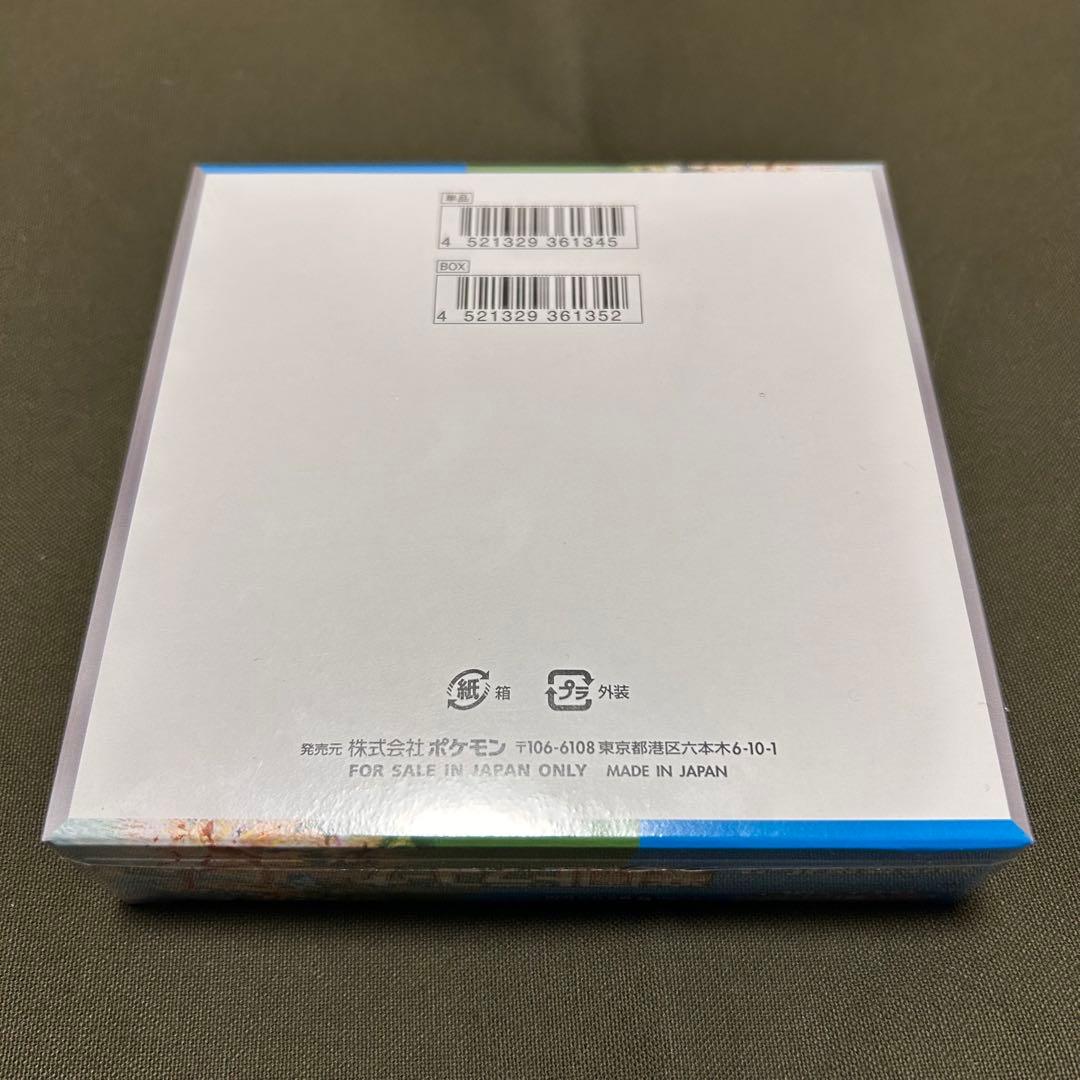 単品
4 521329 361345
BOX
4 521329 361352
紙 箱 プラ 外装
発売元 株式会社 ポケモン 〒106-6108 東京都港区六本木6-10-1
FOR SALE IN JAPAN ONLY MADE IN JAPAN